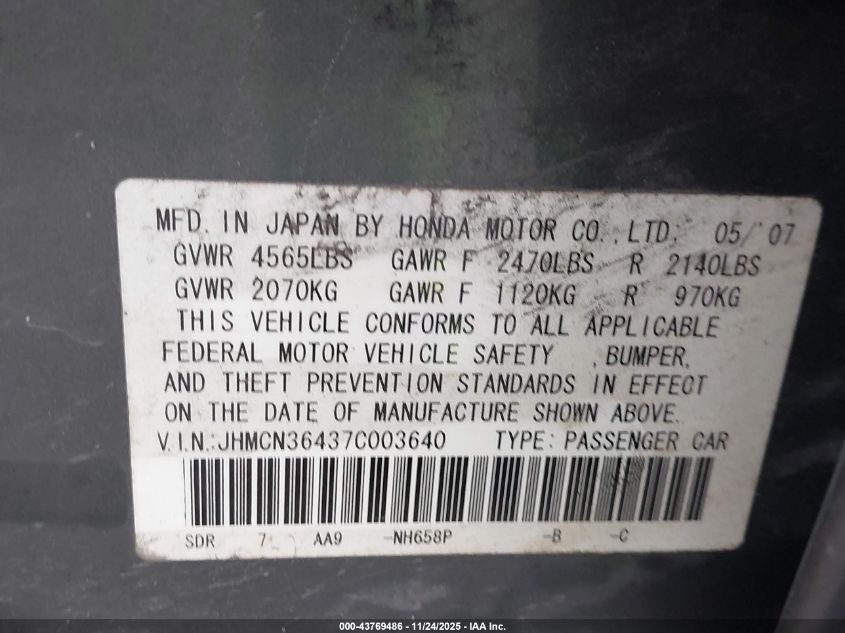 MFD. IN JAPAN BY HONDA MOTOR CO., LTD. 05/'07
GVWR 4565LBS GAWR F 2470LBS R 2140LBS
GVWR 2070KG GAWR F 1120KG R 970KG
THIS VEHICLE CONFORMS TO ALL APPLICABLE
FEDERAL MOTOR VEHICLE SAFETY , BUMPER,
AND THEFT PREVENTION STANDARDS IN EFFECT
ON THE DATE OF MANUFACTURE SHOWN ABOVE.
V.I.N.:JHMCN36437C003640 TYPE: PASSENGER CAR
SDR 7 AA9 -NH658P -B -C
000-43769486 - 11/24/2025 - IAA Inc.